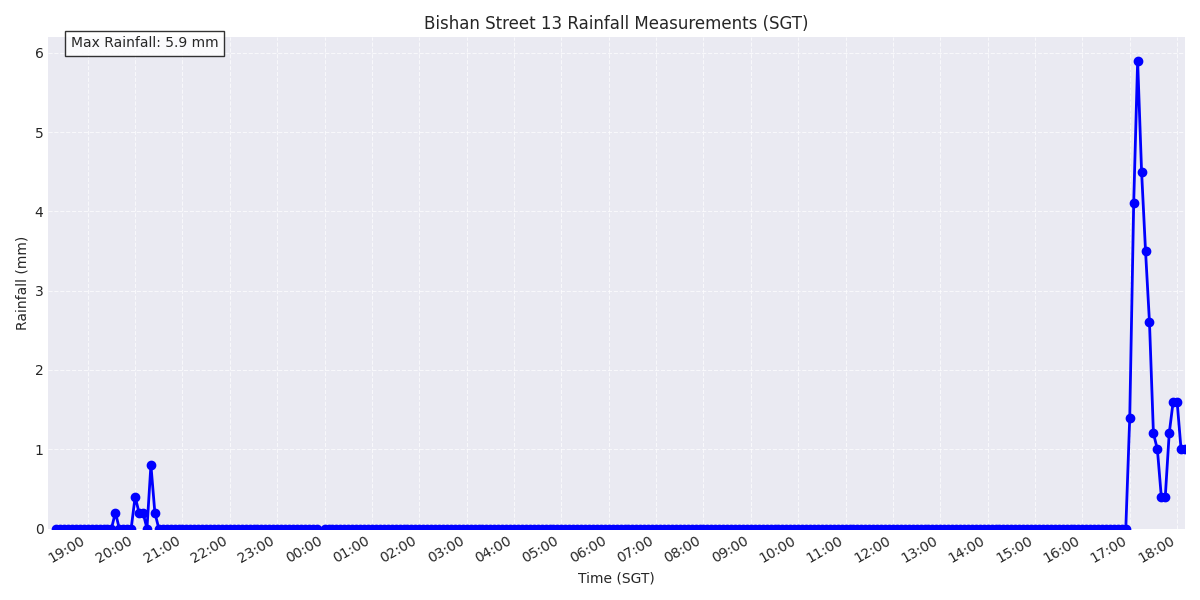 Bishan Street 13 Rainfall Measurements (SGT)
Max Rainfall: 5.9 mm
6
5
4
3
2
1
0
Rainfall (mm)
19:00 20:00 21:00 22:00 23:00 00:00 01:00 02:00 03:00 04:00 05:00 06:00 07:00 08:00 09:00 10:00 11:00 12:00 13:00 14:00 15:00 16:00 17:00 18:00
Time (SGT)